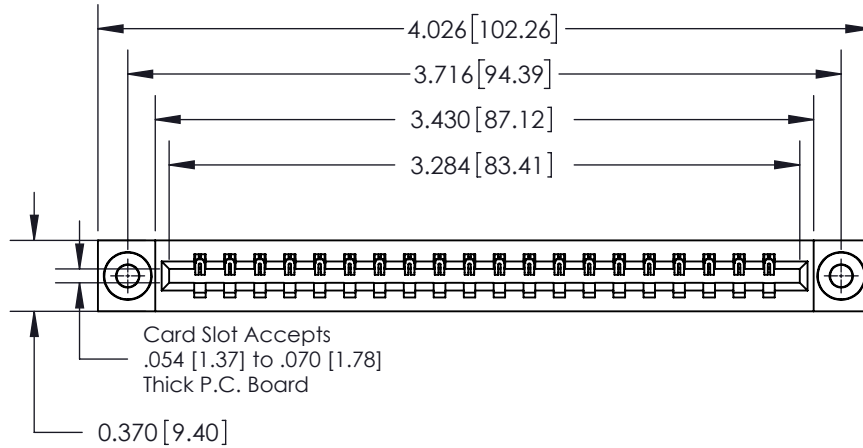 4.026[102.26]
3.716[94.39]
3.430[87.12]
3.284[83.41]
Card Slot Accepts
.054 [1.37] to .070 [1.78]
Thick P.C. Board
0.370[9.40]